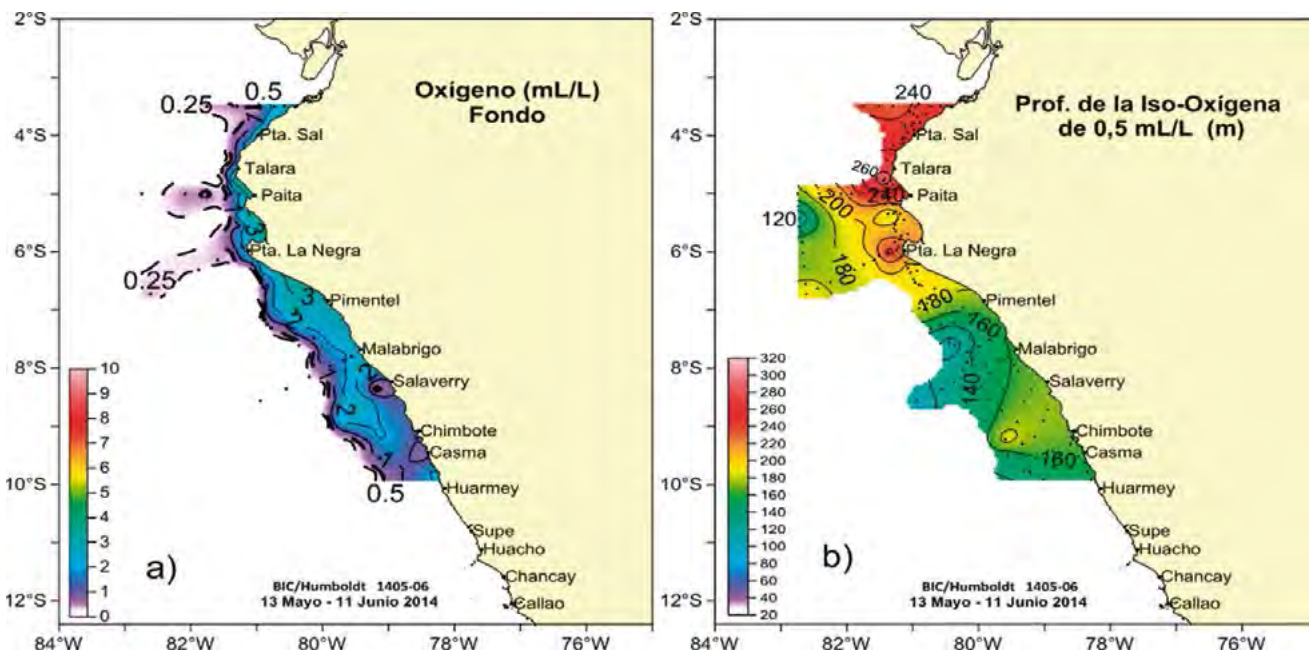 2°S
4°S
6°S
8°S
10°S
12°S
84°W
82°W
80°W
78°W
76°W
Oxígeno (mL/L)
Fondo
0.25
0.5
Pta. Sal
Talara
Paita
3
Pta. La Negra
0.25
3
Pimentel
2
Malabrigo
1
2
Salaverry
2
Chimbote
1
Casma
0.5
Huarmey
Supe
Huacho
Chancay
Callao
10
9
8
7
6
5
4
3
2
1
0
a)
BIC/Humboldt 1405-06
13 Mayo - 11 Junio 2014
84°W
82°W
80°W
78°W
76°W
Prof. de la Iso-Oxígena
de 0,5 mL/L (m)
240
Pta. Sal
260
Talara
240
Paita
200
120
Pta. La Negra
180
180
Pimentel
160
Malabrigo
140
Salaverry
Chimbote
160
Casma
Huarmey
Supe
Huacho
Chancay
Callao
320
300
280
260
240
220
200
180
160
140
120
100
80
60
40
20
b)
BIC/Humboldt 1405-06
13 Mayo - 11 Junio 2014